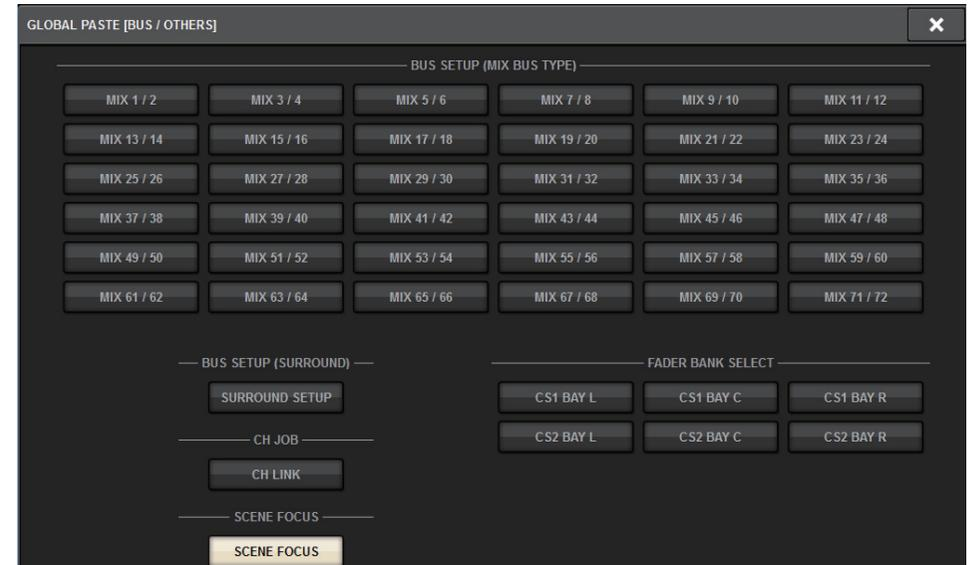 GLOBAL PASTE [BUS / OTHERS]
BUS SETUP (MIX BUS TYPE)
MIX 1 / 2 MIX 3 / 4 MIX 5 / 6 MIX 7 / 8 MIX 9 / 10 MIX 11 / 12
MIX 13 / 14 MIX 15 / 16 MIX 17 / 18 MIX 19 / 20 MIX 21 / 22 MIX 23 / 24
MIX 25 / 26 MIX 27 / 28 MIX 29 / 30 MIX 31 / 32 MIX 33 / 34 MIX 35 / 36
MIX 37 / 38 MIX 39 / 40 MIX 41 / 42 MIX 43 / 44 MIX 45 / 46 MIX 47 / 48
MIX 49 / 50 MIX 51 / 52 MIX 53 / 54 MIX 55 / 56 MIX 57 / 58 MIX 59 / 60
MIX 61 / 62 MIX 63 / 64 MIX 65 / 66 MIX 67 / 68 MIX 69 / 70 MIX 71 / 72
BUS SETUP (SURROUND)
SURROUND SETUP
CH JOB
CH LINK
SCENE FOCUS
SCENE FOCUS
FADER BANK SELECT
CS1 BAY L CS1 BAY C CS1 BAY R
CS2 BAY L CS2 BAY C CS2 BAY R